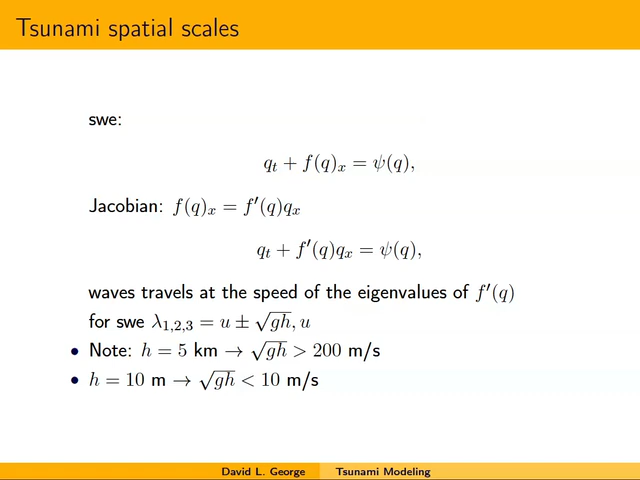 Tsunami spatial scales
swe:
q_t + f(q)_x = ψ(q),
Jacobian: f(q)_x = f′(q)q_x
q_t + f′(q)q_x = ψ(q),
waves travels at the speed of the eigenvalues of f′(q)
for swe λ_{1,2,3} = u ± √gh, u
• Note: h = 5 km → √gh > 200 m/s
• h = 10 m → √gh < 10 m/s
David L. George Tsunami Modeling